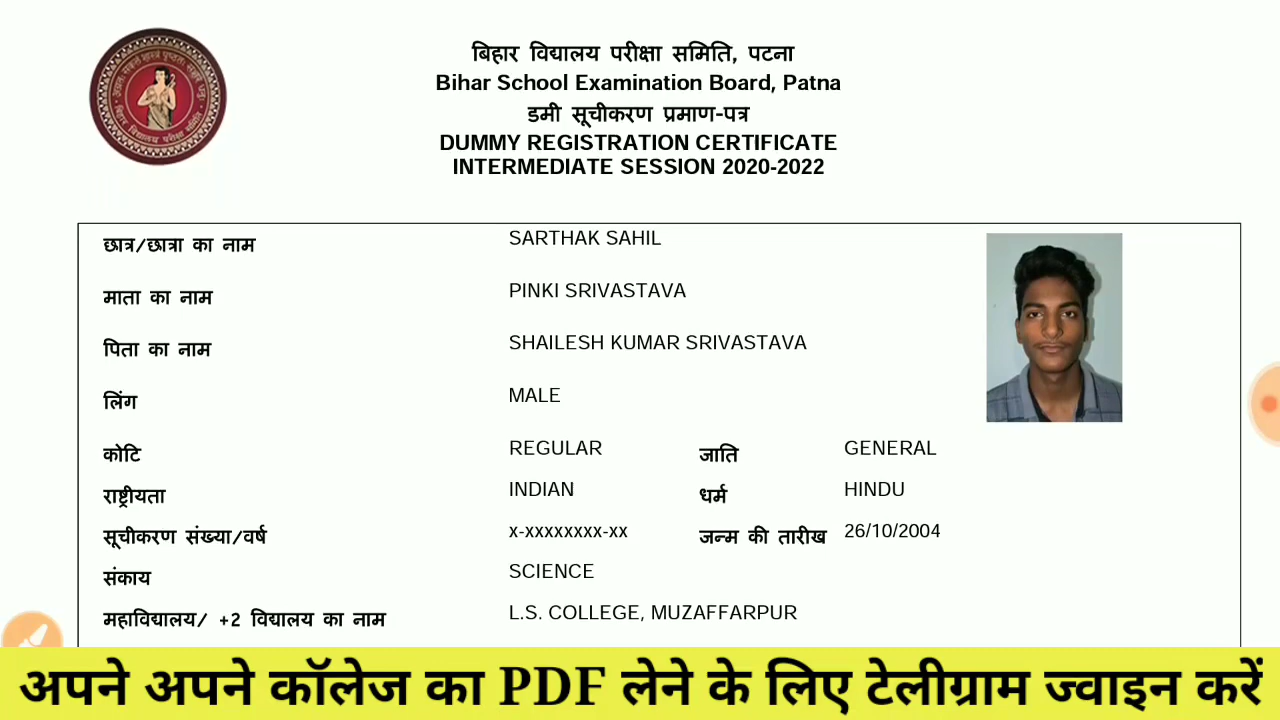 बिहार विद्यालय परीक्षा समिति, पटना
Bihar School Examination Board, Patna
डमी सूचीकरण प्रमाण-पत्र
DUMMY REGISTRATION CERTIFICATE
INTERMEDIATE SESSION 2020-2022
छात्र/छात्रा का नाम SARTHAK SAHIL
माता का नाम PINKI SRIVASTAVA
पिता का नाम SHAILESH KUMAR SRIVASTAVA
लिंग MALE
कोटि REGULAR जाति GENERAL
राष्ट्रीयता INDIAN धर्म HINDU
सूचीकरण संख्या/वर्ष x-xxxxxxxx-xx जन्म की तारीख 26/10/2004
संकाय SCIENCE
महाविद्यालय/ +2 विद्यालय का नाम L.S. COLLEGE, MUZAFFARPUR
अपने अपने कॉलेज का PDF लेने के लिए टेलीग्राम ज्वाइन करें